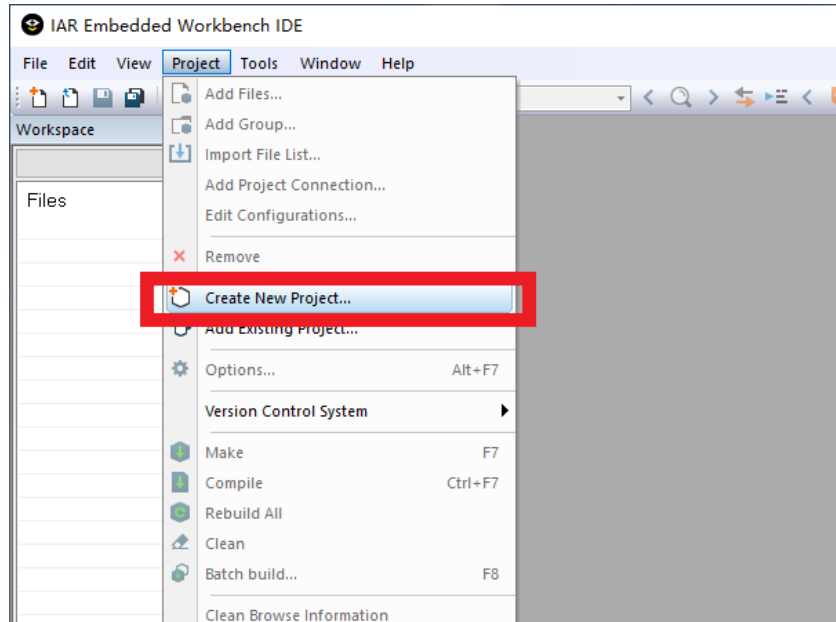 IAR Embedded Workbench IDE
File Edit View Project Tools Window Help
Workspace
Files
Add Files...
Add Group...
Import File List...
Add Project Connection...
Edit Configurations...
Remove
Create New Project...
Add Existing Project...
Options... Alt+F7
Version Control System
Make F7
Compile Ctrl+F7
Rebuild All
Clean
Batch build... F8
Clean Browse Information